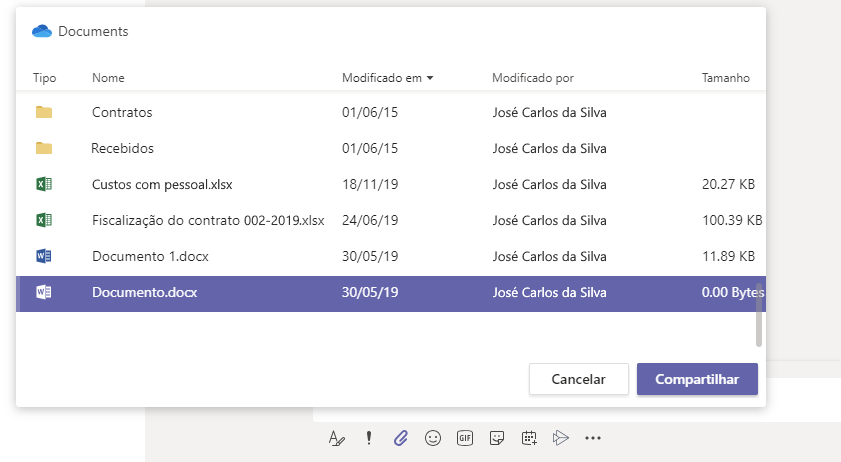 Documents
Tipo Nome Modificado em Modificado por Tamanho
Contratos 01/06/15 José Carlos da Silva
Recebidos 01/06/15 José Carlos da Silva
Custos com pessoal.xlsx 18/11/19 José Carlos da Silva 20.27 KB
Fiscalização do contrato 002-2019.xlsx 24/06/19 José Carlos da Silva 100.39 KB
Documento 1.docx 30/05/19 José Carlos da Silva 11.89 KB
Documento.docx 30/05/19 José Carlos da Silva 0.00 Bytes
Cancelar Compartilhar
GIF